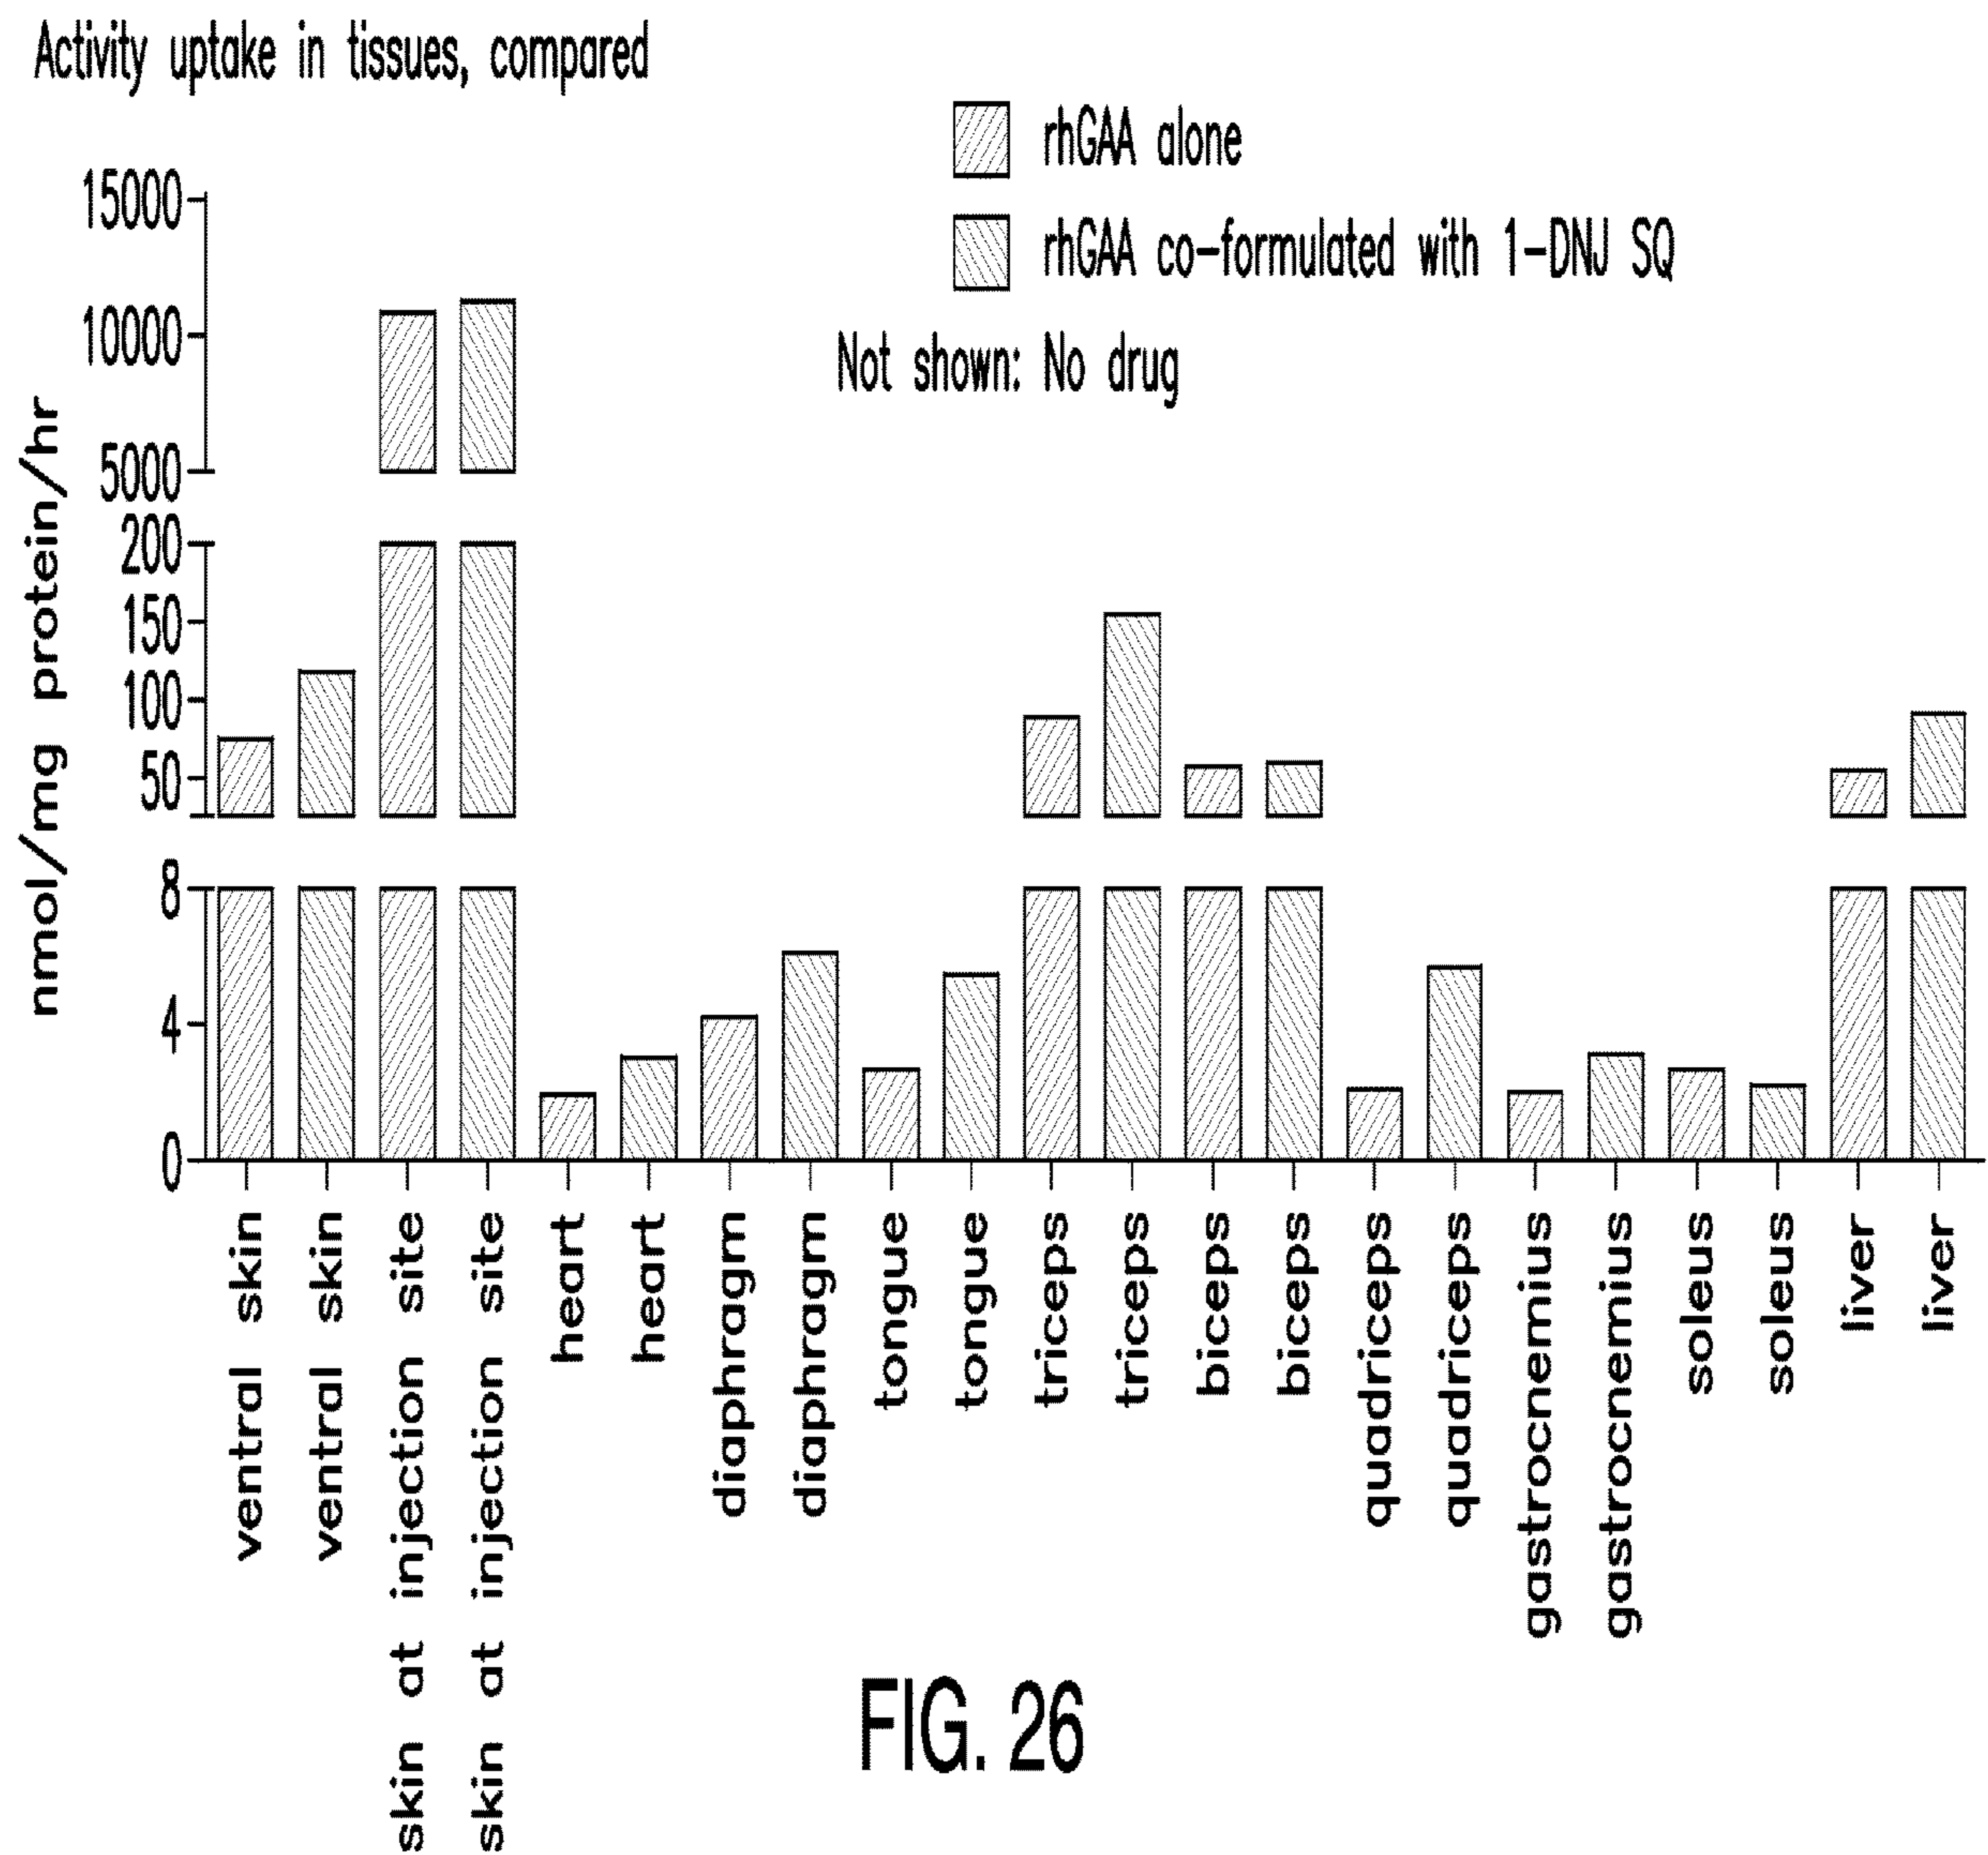 Activity uptake in tissues, compared
rhGAA alone
rhGAA co-formulated with 1-DNJ SQ
Not shown: No drug
nmol/mg protein/hr
15000
10000
5000
200
150
100
50
8
4
0
ventral skin
ventral skin
skin at injection site
skin at injection site
heart
heart
diaphragm
diaphragm
tongue
tongue
triceps
triceps
biceps
biceps
quadriceps
quadriceps
gastrocnemius
gastrocnemius
soleus
soleus
liver
liver
FIG. 26